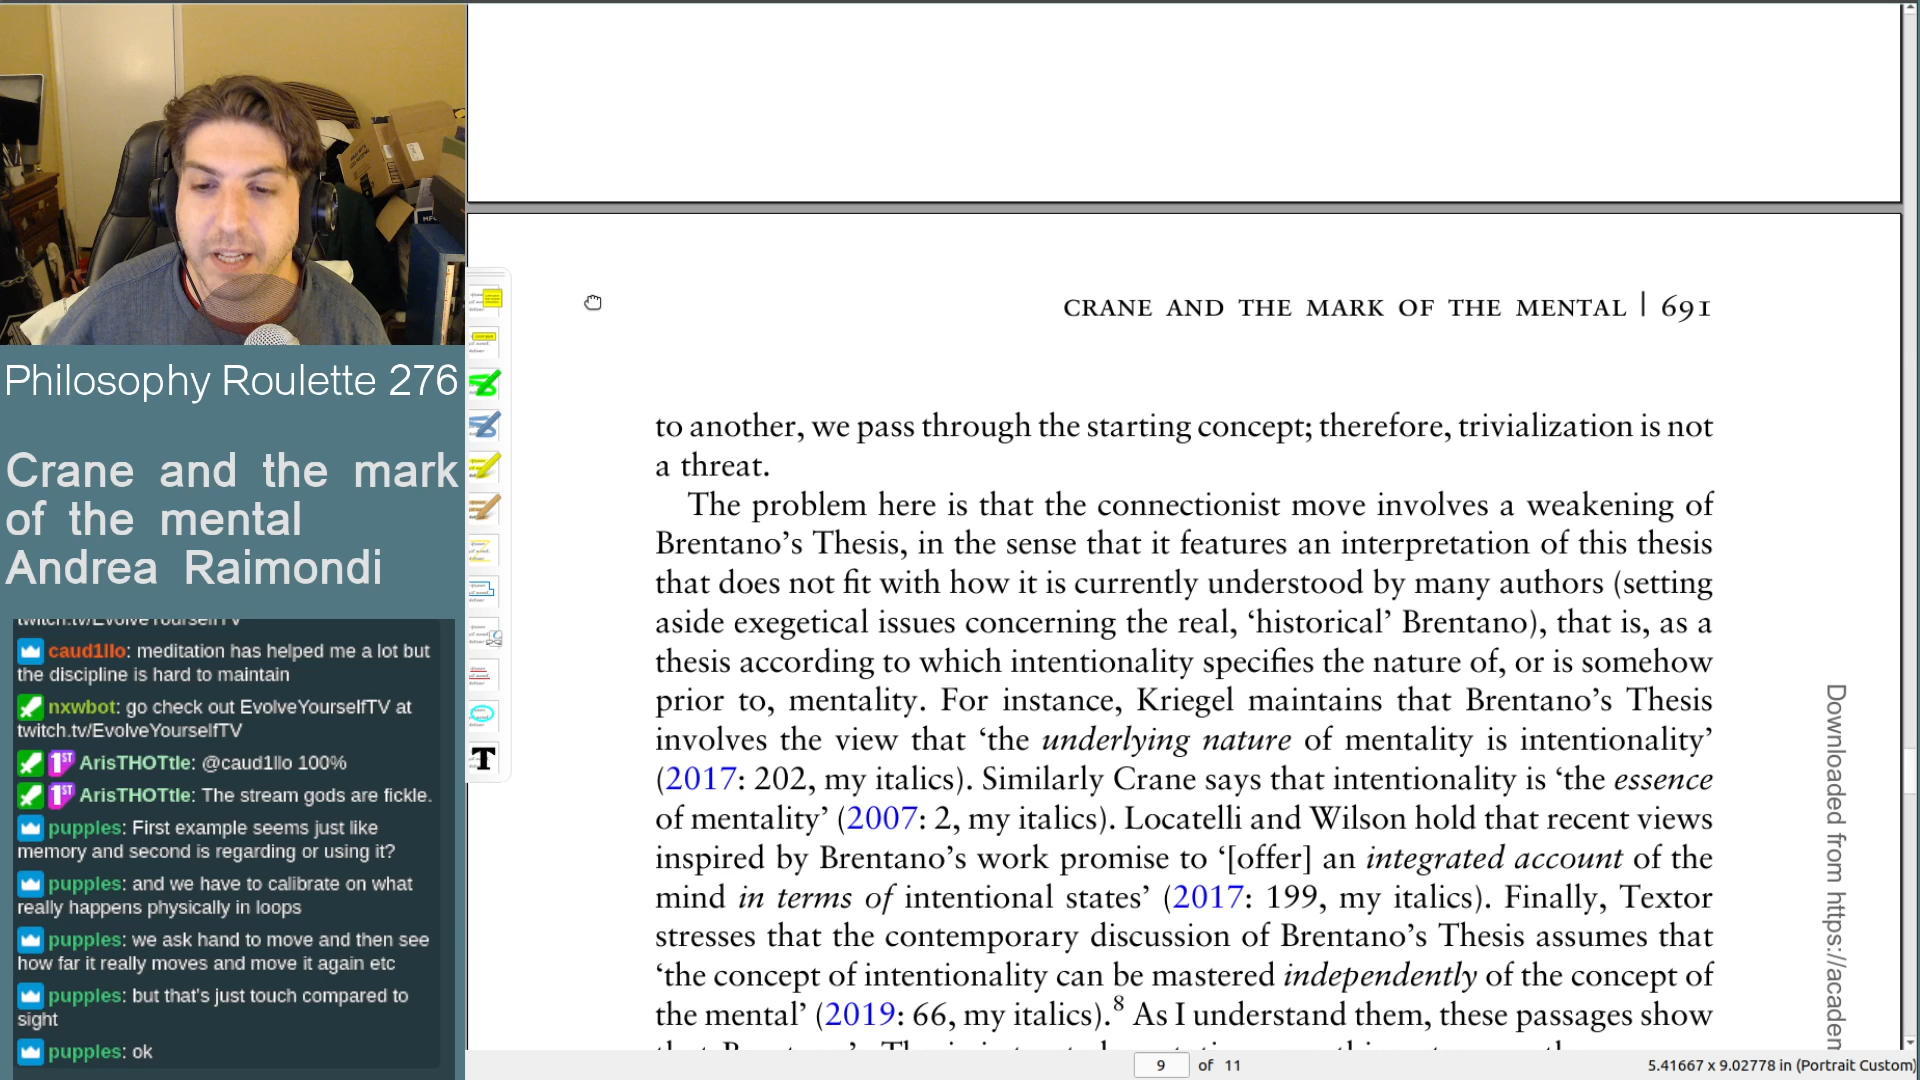 Philosophy Roulette 276
Crane and the mark
of the mental
Andrea Raimondi
twitch.tv/EvolveYourselfTV
caud1llo: meditation has helped me a lot but
the discipline is hard to maintain
nxwbot: go check out EvolveYourselfTV at
twitch.tv/EvolveYourselfTV
1ST ArisTHOTtle: @caud1llo 100%
1ST ArisTHOTtle: The stream gods are fickle.
pupples: First example seems just like
memory and second is regarding or using it?
pupples: and we have to calibrate on what
really happens physically in loops
pupples: we ask hand to move and then see
how far it really moves and move it again etc
pupples: but that's just touch compared to
sight
pupples: ok
T
CRANE AND THE MARK OF THE MENTAL | 691
to another, we pass through the starting concept; therefore, trivialization is not
a threat.
The problem here is that the connectionist move involves a weakening of
Brentano’s Thesis, in the sense that it features an interpretation of this thesis
that does not fit with how it is currently understood by many authors (setting
aside exegetical issues concerning the real, ‘historical’ Brentano), that is, as a
thesis according to which intentionality specifies the nature of, or is somehow
prior to, mentality. For instance, Kriegel maintains that Brentano’s Thesis
involves the view that ‘the underlying nature of mentality is intentionality’
(2017: 202, my italics). Similarly Crane says that intentionality is ‘the essence
of mentality’ (2007: 2, my italics). Locatelli and Wilson hold that recent views
inspired by Brentano’s work promise to ‘[offer] an integrated account of the
mind in terms of intentional states’ (2017: 199, my italics). Finally, Textor
stresses that the contemporary discussion of Brentano’s Thesis assumes that
‘the concept of intentionality can be mastered independently of the concept of
the mental’ (2019: 66, my italics).8 As I understand them, these passages show
Downloaded from https://academ
9 of 11
5.41667 x 9.02778 in (Portrait Custom)